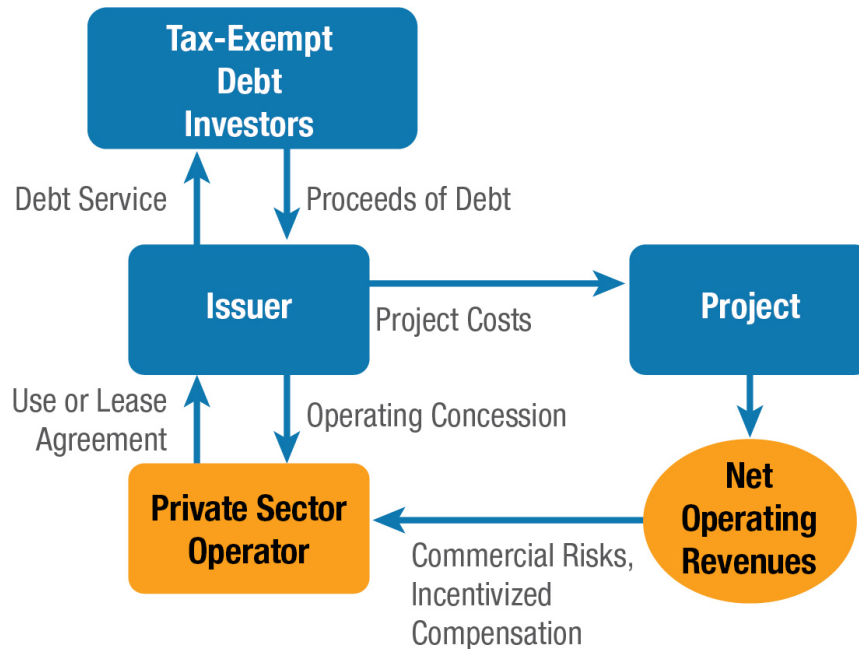 Tax-Exempt
Debt
Investors
Debt Service
Proceeds of Debt
Issuer
Project Costs
Project
Use or Lease
Agreement
Operating Concession
Private Sector
Operator
Net
Operating
Revenues
Commercial Risks,
Incentivized
Compensation